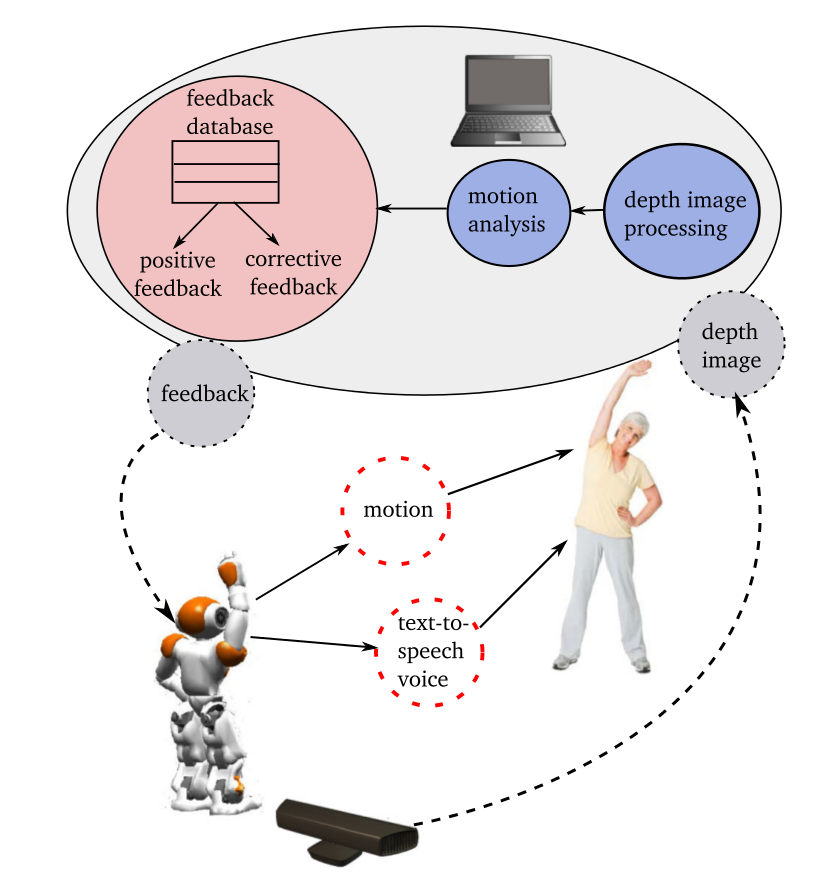 feedback
database
positive
feedback
corrective
feedback
motion
analysis
depth image
processing
depth
image
feedback
motion
text-to-
speech
voice